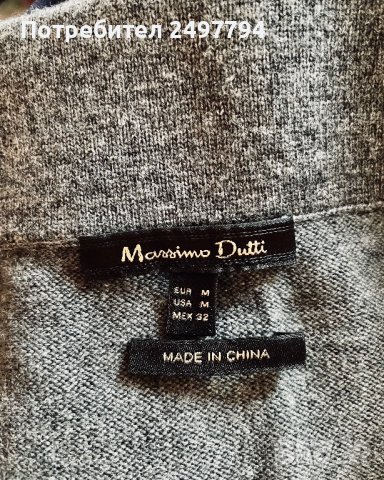 Потребител 2497794
Massimo Dutti
EUR M
USA M
MEX 32
MADE IN CHINA